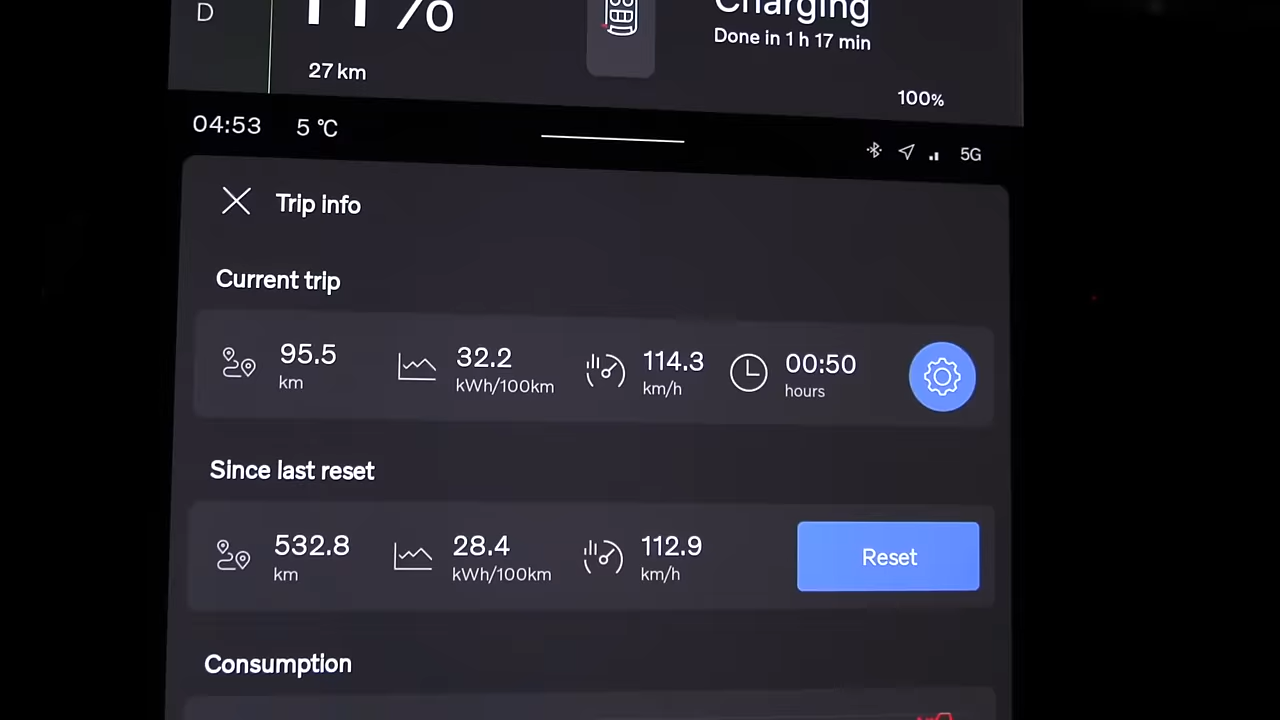 D
11%
Charging
Done in 1 h 17 min
27 km
100%
04:53 5 °C
5G
Trip info
Current trip
95.5 32.2 114.3 00:50
km kWh/100km km/h hours
Since last reset
532.8 28.4 112.9
km kWh/100km km/h
Reset
Consumption